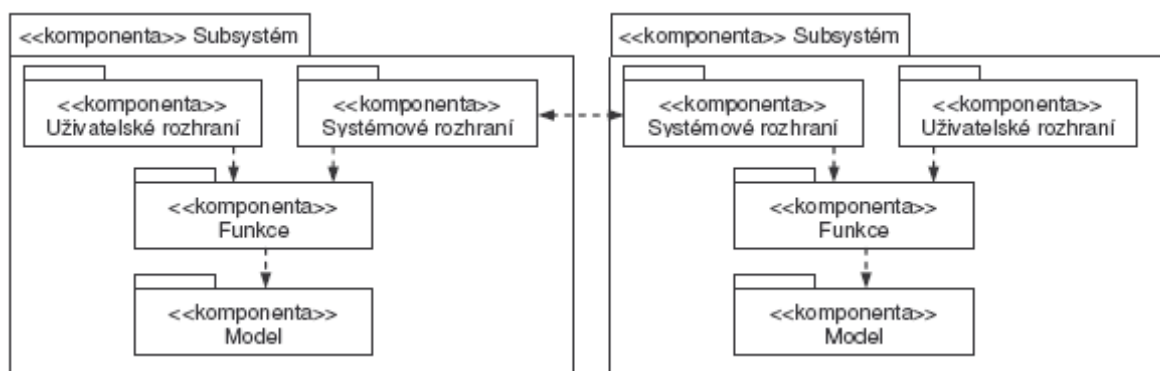 <<komponenta>> Subsystém
<<komponenta>>
Uživatelské rozhraní
<<komponenta>>
Systémové rozhraní
<<komponenta>>
Funkce
<<komponenta>>
Model
<<komponenta>> Subsystém
<<komponenta>>
Systémové rozhraní
<<komponenta>>
Uživatelské rozhraní
<<komponenta>>
Funkce
<<komponenta>>
Model